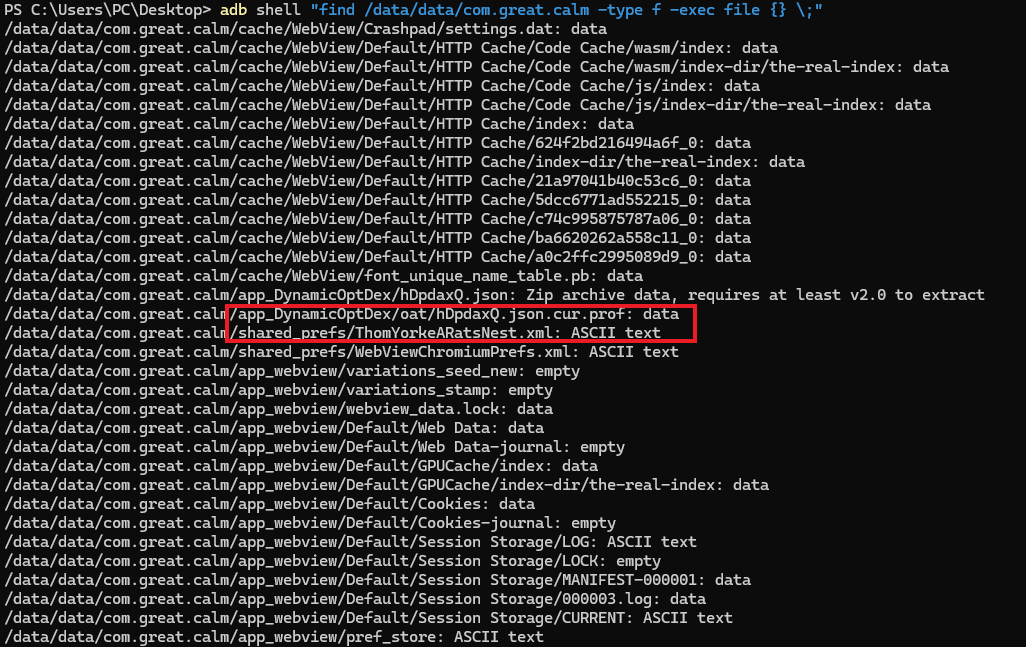 PS C:\Users\PC\Desktop> adb shell "find /data/data/com.great.calm -type f -exec file {} \;"
/data/data/com.great.calm/cache/WebView/Crashpad/settings.dat: data
/data/data/com.great.calm/cache/WebView/Default/HTTP Cache/Code Cache/wasm/index: data
/data/data/com.great.calm/cache/WebView/Default/HTTP Cache/Code Cache/wasm/index-dir/the-real-index: data
/data/data/com.great.calm/cache/WebView/Default/HTTP Cache/Code Cache/js/index: data
/data/data/com.great.calm/cache/WebView/Default/HTTP Cache/Code Cache/js/index-dir/the-real-index: data
/data/data/com.great.calm/cache/WebView/Default/HTTP Cache/index: data
/data/data/com.great.calm/cache/WebView/Default/HTTP Cache/624f2bd216494a6f_0: data
/data/data/com.great.calm/cache/WebView/Default/HTTP Cache/index-dir/the-real-index: data
/data/data/com.great.calm/cache/WebView/Default/HTTP Cache/21a97041b40c53c6_0: data
/data/data/com.great.calm/cache/WebView/Default/HTTP Cache/5dcc6771ad552215_0: data
/data/data/com.great.calm/cache/WebView/Default/HTTP Cache/c74c995875787a06_0: data
/data/data/com.great.calm/cache/WebView/Default/HTTP Cache/ba6620262a558c11_0: data
/data/data/com.great.calm/cache/WebView/Default/HTTP Cache/a0c2ffc2995089d9_0: data
/data/data/com.great.calm/cache/WebView/font_unique_name_table.pb: data
/data/data/com.great.calm/app_DynamicOptDex/hDpdaxQ.json: Zip archive data, requires at least v2.0 to extract
/data/data/com.great.calm/app_DynamicOptDex/oat/hDpdaxQ.json.cur.prof: data
/data/data/com.great.calm/shared_prefs/ThomYorkeARatsNest.xml: ASCII text
/data/data/com.great.calm/shared_prefs/WebViewChromiumPrefs.xml: ASCII text
/data/data/com.great.calm/app_webview/variations_seed_new: empty
/data/data/com.great.calm/app_webview/variations_stamp: empty
/data/data/com.great.calm/app_webview/webview_data.lock: data
/data/data/com.great.calm/app_webview/Default/Web Data: data
/data/data/com.great.calm/app_webview/Default/Web Data-journal: empty
/data/data/com.great.calm/app_webview/Default/GPUCache/index: data
/data/data/com.great.calm/app_webview/Default/GPUCache/index-dir/the-real-index: data
/data/data/com.great.calm/app_webview/Default/Cookies: data
/data/data/com.great.calm/app_webview/Default/Cookies-journal: empty
/data/data/com.great.calm/app_webview/Default/Session Storage/LOG: ASCII text
/data/data/com.great.calm/app_webview/Default/Session Storage/LOCK: empty
/data/data/com.great.calm/app_webview/Default/Session Storage/MANIFEST-000001: data
/data/data/com.great.calm/app_webview/Default/Session Storage/000003.log: data
/data/data/com.great.calm/app_webview/Default/Session Storage/CURRENT: ASCII text
/data/data/com.great.calm/app_webview/pref_store: ASCII text